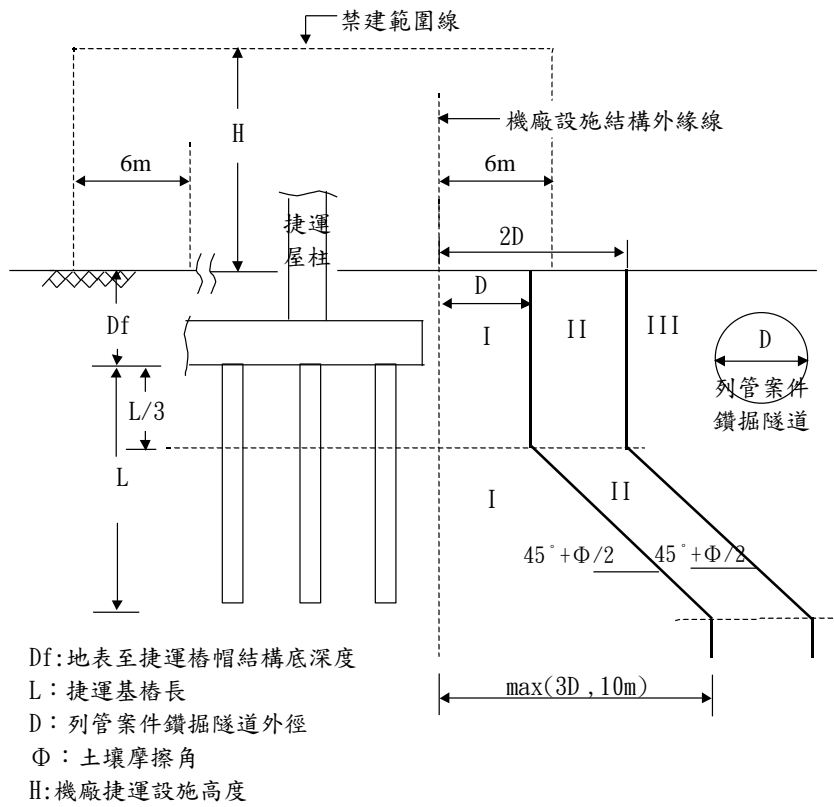 禁建範圍線
H
機廠設施結構外緣線
6m
6m
捷運
屋柱
2D
D
Df
I
II
III
D
列管案件
鑽掘隧道
L/3
L
I
II
45°+Φ/2
45°+Φ/2
max(3D,10m)
Df:地表至捷運樁帽結構底深度
L:捷運基樁長
D:列管案件鑽掘隧道外徑
Φ:土壤摩擦角
H:機廠捷運設施高度